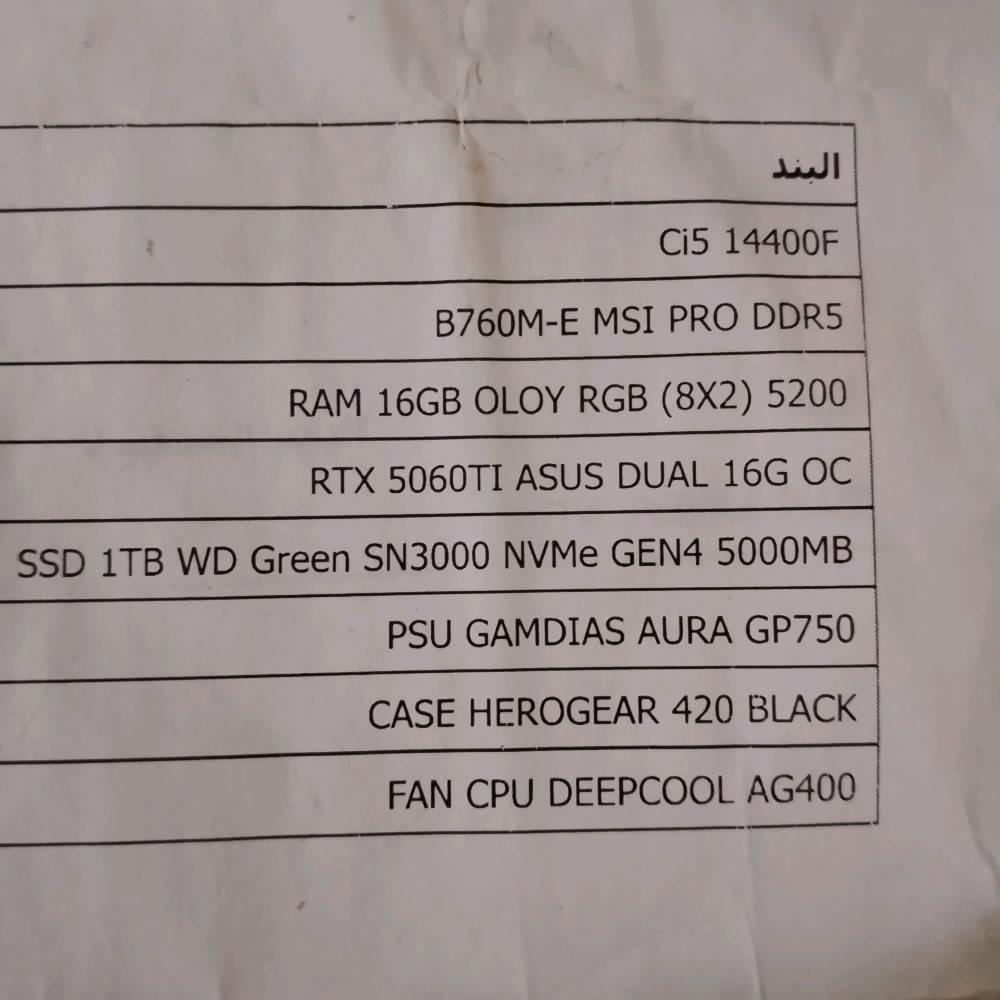 البند
Ci5 14400F
B760M-E MSI PRO DDR5
RAM 16GB OLOY RGB (8X2) 5200
RTX 5060TI ASUS DUAL 16G OC
SSD 1TB WD Green SN3000 NVMe GEN4 5000MB
PSU GAMDIAS AURA GP750
CASE HEROGEAR 420 BLACK
FAN CPU DEEPCOOL AG400